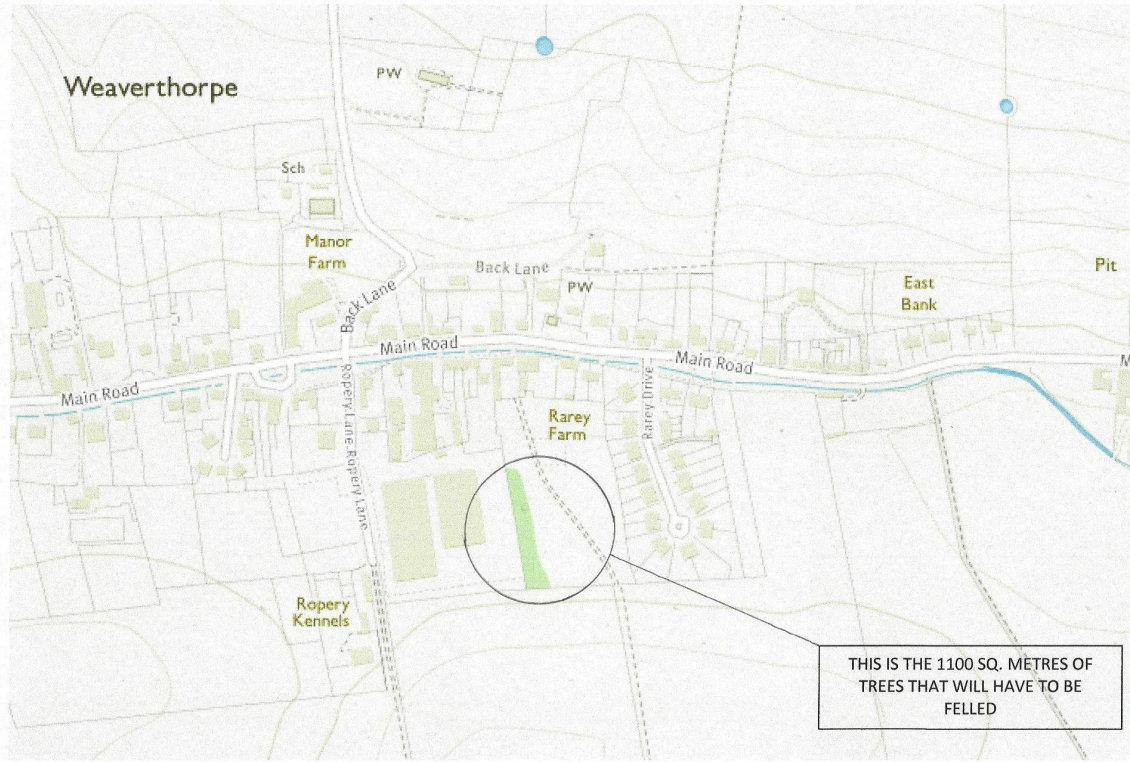 Weaverthorpe
PW
Sch
Manor
Farm
Back Lane
PW
Pit
East
Bank
Back Lane
Main Road
Main Road
M
Main Road
Ropery Lane
Ropery Lane
Rarey Drive
Rarey
Farm
Ropery
Kennels
THIS IS THE 1100 SQ. METRES OF
TREES THAT WILL HAVE TO BE
FELLED